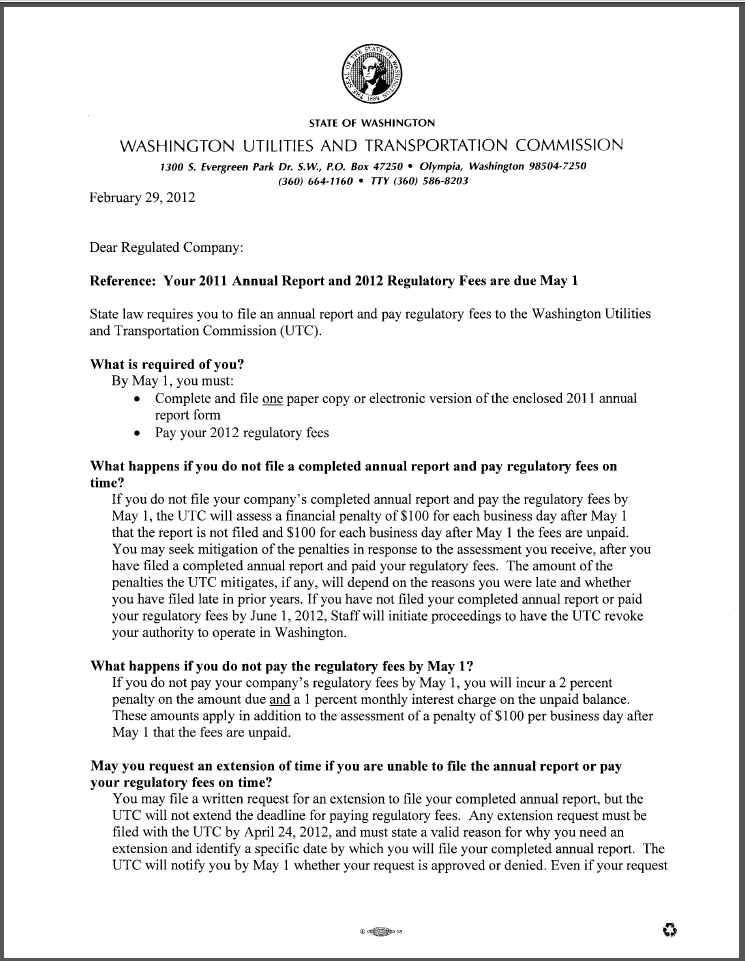 THE SEAL OF THE STATE OF WASHINGTON
1889
STATE OF WASHINGTON
WASHINGTON UTILITIES AND TRANSPORTATION COMMISSION
1300 S. Evergreen Park Dr. S.W., P.O. Box 47250 • Olympia, Washington 98504-7250
(360) 664-1160 • TTY (360) 586-8203
February 29, 2012
Dear Regulated Company:
Reference: Your 2011 Annual Report and 2012 Regulatory Fees are due May 1
State law requires you to file an annual report and pay regulatory fees to the Washington Utilities
and Transportation Commission (UTC).
What is required of you?
By May 1, you must:
• Complete and file one paper copy or electronic version of the enclosed 2011 annual
report form
• Pay your 2012 regulatory fees
What happens if you do not file a completed annual report and pay regulatory fees on
time?
If you do not file your company's completed annual report and pay the regulatory fees by
May 1, the UTC will assess a financial penalty of $100 for each business day after May 1
that the report is not filed and $100 for each business day after May 1 the fees are unpaid.
You may seek mitigation of the penalties in response to the assessment you receive, after you
have filed a completed annual report and paid your regulatory fees. The amount of the
penalties the UTC mitigates, if any, will depend on the reasons you were late and whether
you have filed late in prior years. If you have not filed your completed annual report or paid
your regulatory fees by June 1, 2012, Staff will initiate proceedings to have the UTC revoke
your authority to operate in Washington.
What happens if you do not pay the regulatory fees by May 1?
If you do not pay your company's regulatory fees by May 1, you will incur a 2 percent
penalty on the amount due and a 1 percent monthly interest charge on the unpaid balance.
These amounts apply in addition to the assessment of a penalty of $100 per business day after
May 1 that the fees are unpaid.
May you request an extension of time if you are unable to file the annual report or pay
your regulatory fees on time?
You may file a written request for an extension to file your completed annual report, but the
UTC will not extend the deadline for paying regulatory fees. Any extension request must be
filed with the UTC by April 24, 2012, and must state a valid reason for why you need an
extension and identify a specific date by which you will file your completed annual report. The
UTC will notify you by May 1 whether your request is approved or denied. Even if your request